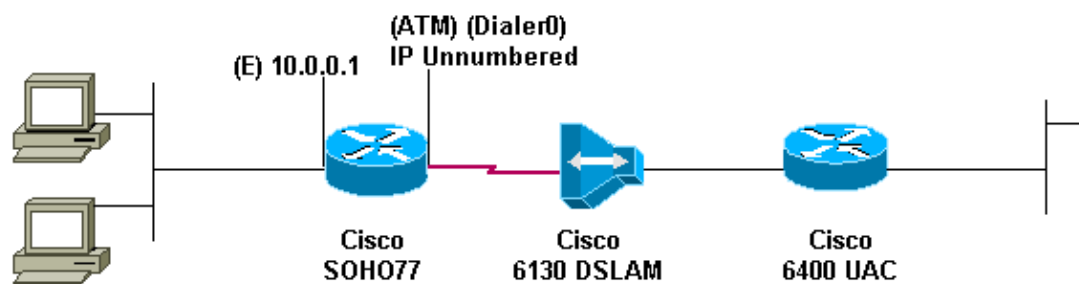 (ATM) (Dialer0)
IP Unnumbered
(E) 10.0.0.1
Cisco
SOHO77
Cisco
6130 DSLAM
Cisco
6400 UAC